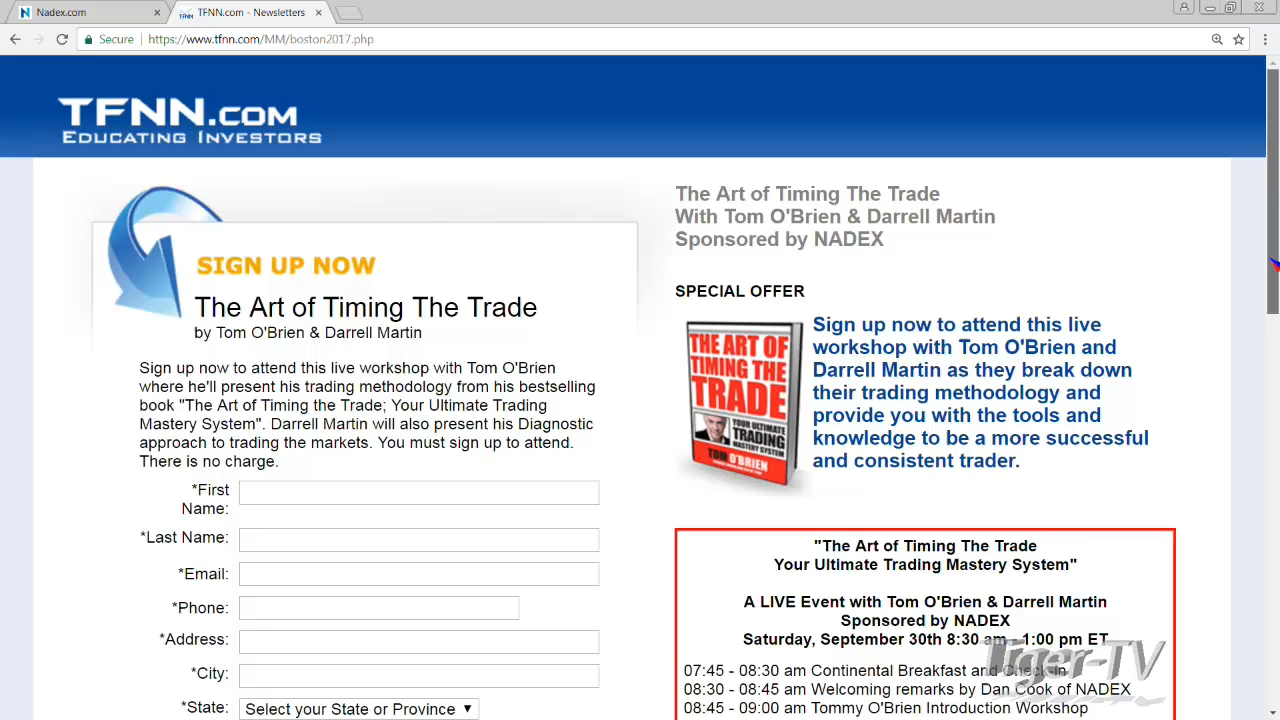 Nadex.com
TFNN.com - Newsletters
Secure
https://www.tfnn.com/MM/boston2017.php
TFNN.COM
EDUCATING INVESTORS
SIGN UP NOW
The Art of Timing The Trade
by Tom O'Brien & Darrell Martin
Sign up now to attend this live workshop with Tom O'Brien
where he'll present his trading methodology from his bestselling
book "The Art of Timing the Trade; Your Ultimate Trading
Mastery System". Darrell Martin will also present his Diagnostic
approach to trading the markets. You must sign up to attend.
There is no charge.
*First
Name:
*Last Name:
*Email:
*Phone:
*Address:
*City:
*State:
Select your State or Province
The Art of Timing The Trade
With Tom O'Brien & Darrell Martin
Sponsored by NADEX
SPECIAL OFFER
THE ART OF
TIMING THE
TRADE
YOUR ULTIMATE
TRADING
MASTERY SYSTEM
TOM O'BRIEN
Sign up now to attend this live
workshop with Tom O'Brien and
Darrell Martin as they break down
their trading methodology and
provide you with the tools and
knowledge to be a more successful
and consistent trader.
"The Art of Timing The Trade
Your Ultimate Trading Mastery System"
A LIVE Event with Tom O'Brien & Darrell Martin
Sponsored by NADEX
Saturday, September 30th 8:30 am - 1:00 pm ET
07:45 - 08:30 am Continental Breakfast and Check-in
08:30 - 08:45 am Welcoming remarks by Dan Cook of NADEX
08:45 - 09:00 am Tommy O'Brien Introduction Workshop
Tiger-TV